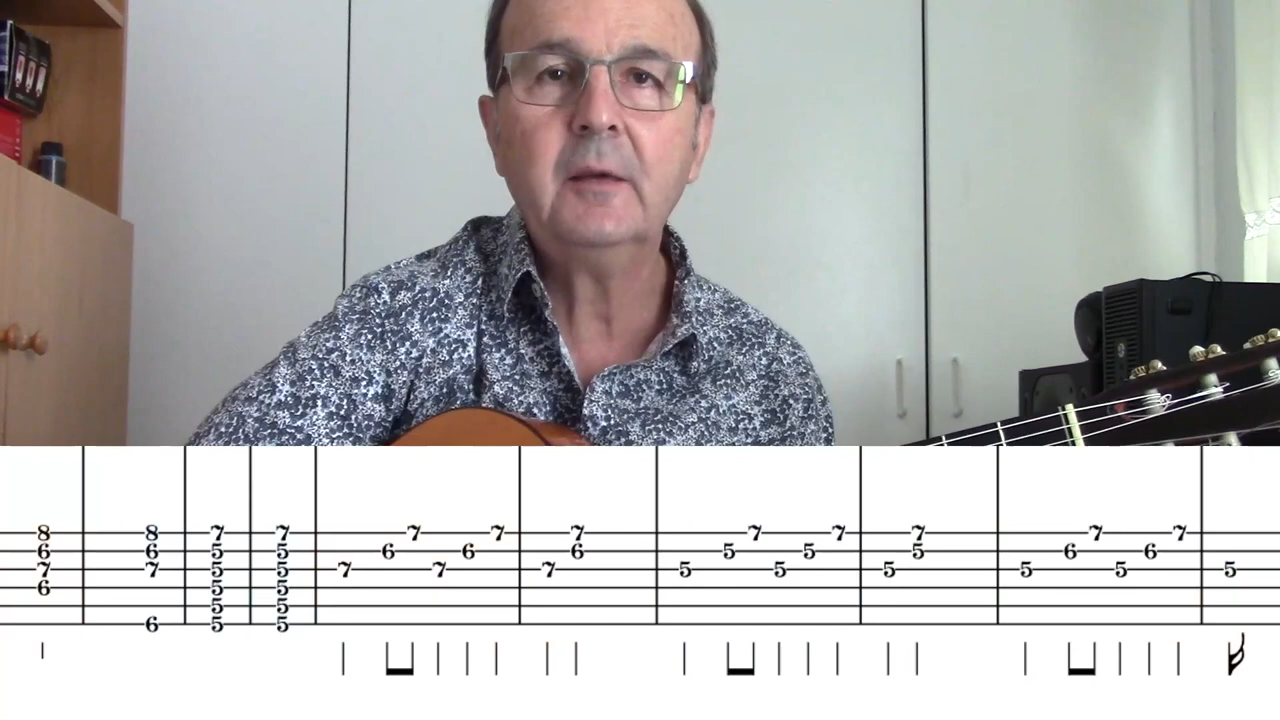 8 8 7 7 7 7 7 7 7 7 7 7
6 6 5 5 6 6 6 5 5 5 6 6
7 7 5 5 7 7 7 5 5 5 5 5 5
6 5 5
5 5
6 5 5